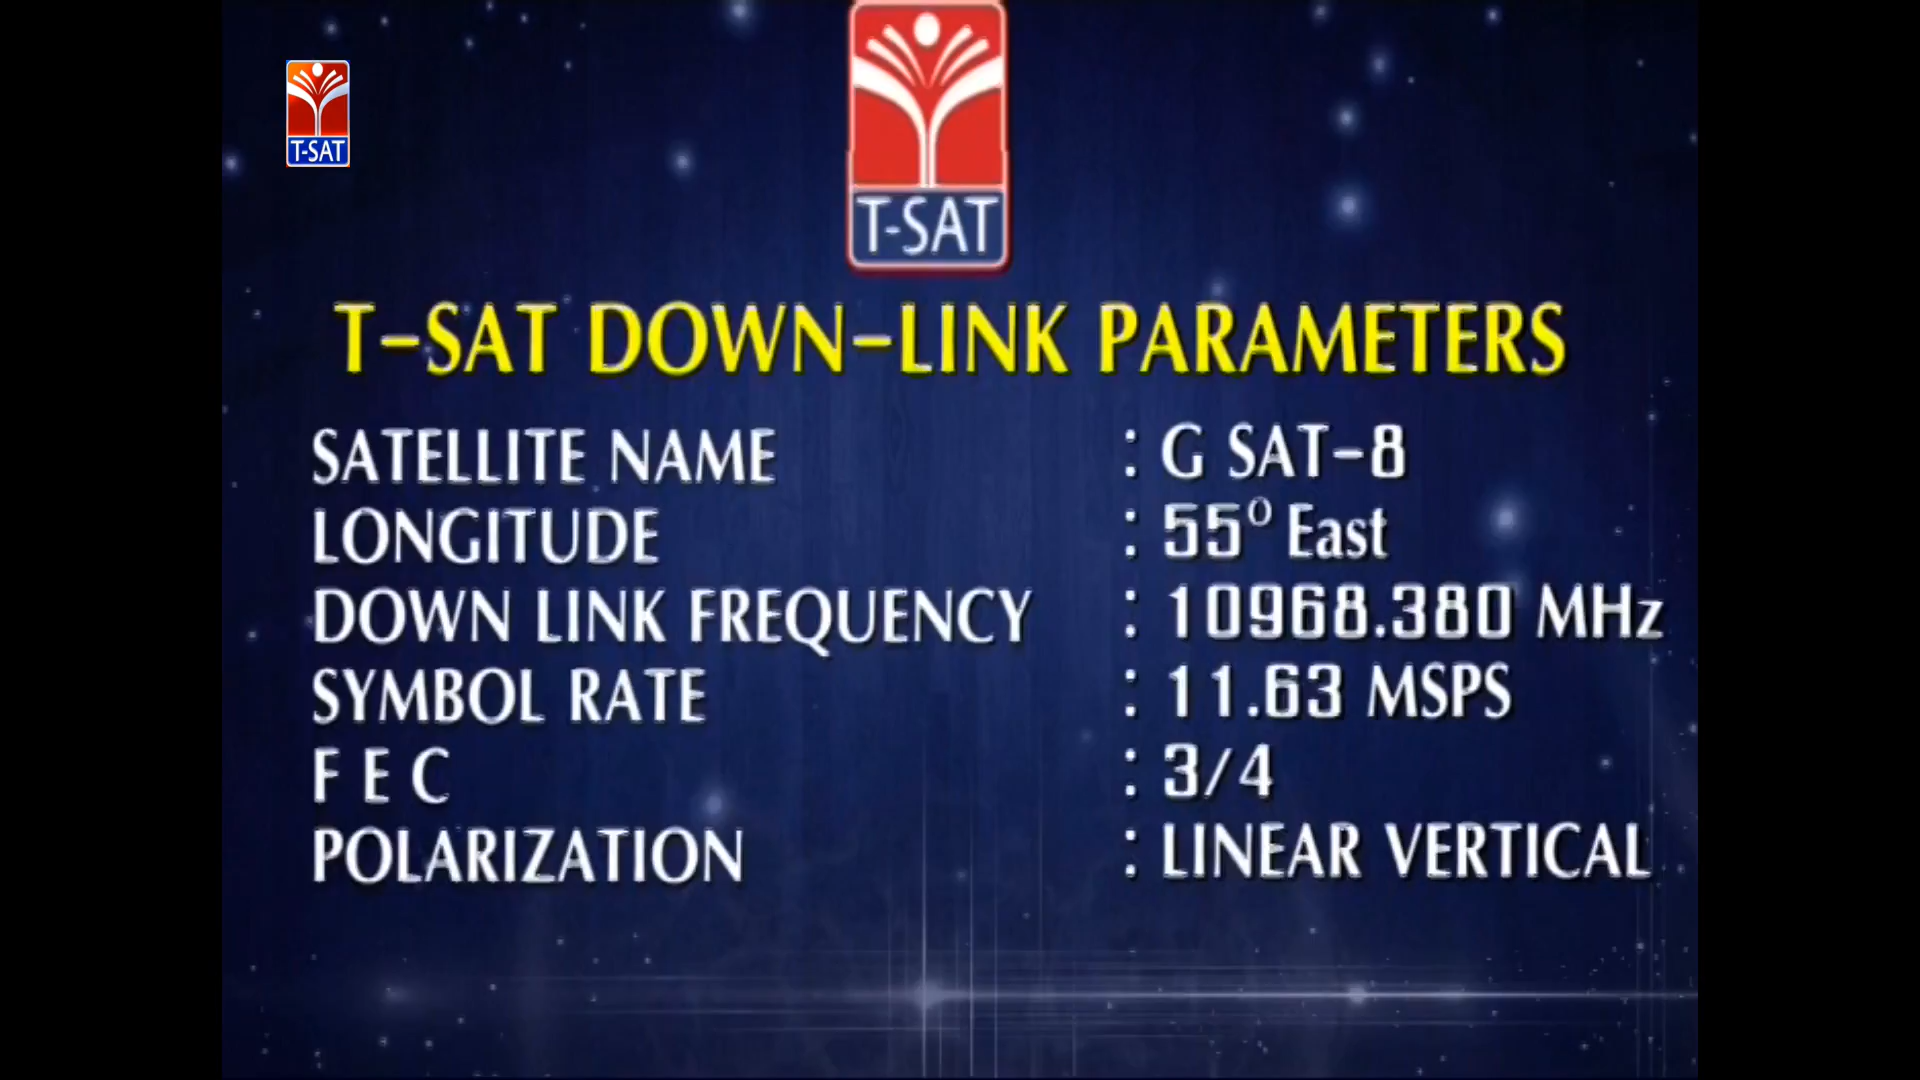 T-SAT
T-SAT
T-SAT DOWN-LINK PARAMETERS
SATELLITE NAME : G SAT-8
LONGITUDE : 55° East
DOWN LINK FREQUENCY : 10968.380 MHz
SYMBOL RATE : 11.63 MSPS
F E C : 3/4
POLARIZATION : LINEAR VERTICAL